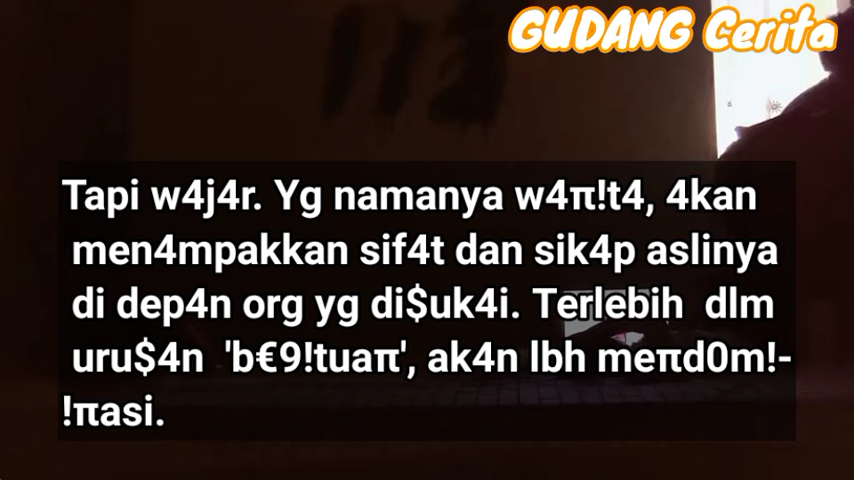 GUDANG Cerita
Tapi w4j4r. Yg namanya w4π!t4, 4kan
men4mpakkan sif4t dan sik4p aslinya
di dep4n org yg di$uk4i. Terlebih dlm
uru$4n 'b€9!tuaπ', ak4n lbh meπd0m!-
!πasi.